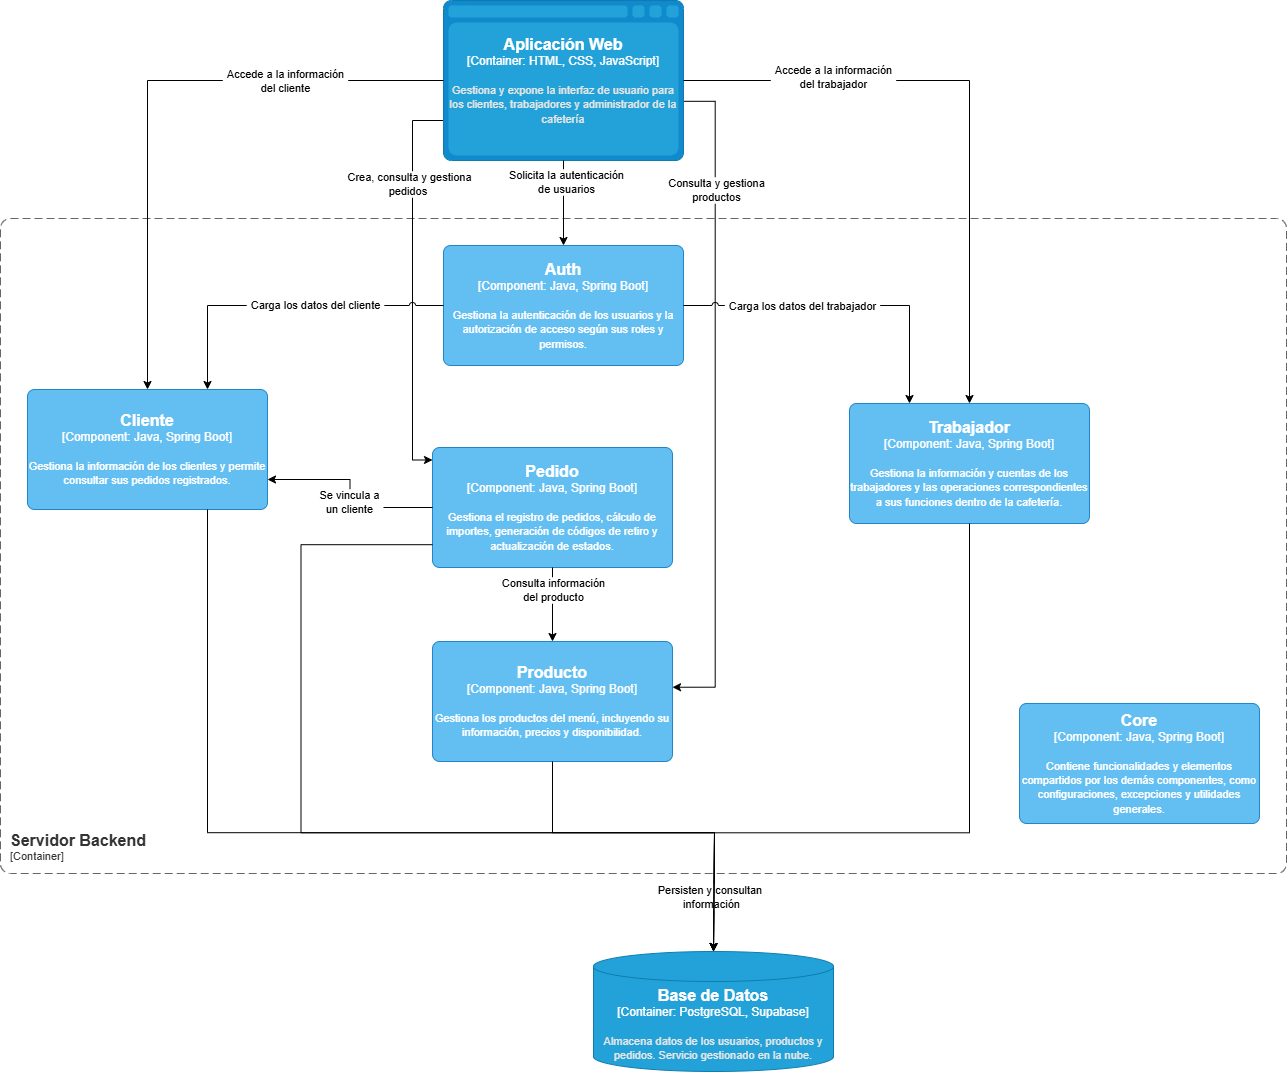 Aplicación Web
[Container: HTML, CSS, JavaScript]
Gestiona y expone la interfaz de usuario para
los clientes, trabajadores y administrador de la
cafetería
Accede a la información
del cliente
Accede a la información
del trabajador
Crea, consulta y gestiona
pedidos
Solicita la autenticación
de usuarios
Consulta y gestiona
productos
Auth
[Component: Java, Spring Boot]
Gestiona la autenticación de los usuarios y la
autorización de acceso según sus roles y
permisos.
Carga los datos del cliente
Carga los datos del trabajador
Cliente
[Component: Java, Spring Boot]
Gestiona la información de los clientes y permite
consultar sus pedidos registrados.
Trabajador
[Component: Java, Spring Boot]
Gestiona la información y cuentas de los
trabajadores y las operaciones correspondientes
a sus funciones dentro de la cafetería.
Pedido
[Component: Java, Spring Boot]
Gestiona el registro de pedidos, cálculo de
importes, generación de códigos de retiro y
actualización de estados.
Se vincula a
un cliente
Consulta información
del producto
Producto
[Component: Java, Spring Boot]
Gestiona los productos del menú, incluyendo su
información, precios y disponibilidad.
Core
[Component: Java, Spring Boot]
Contiene funcionalidades y elementos
compartidos por los demás componentes, como
configuraciones, excepciones y utilidades
generales.
Servidor Backend
[Container]
Persisten y consultan
información
Base de Datos
[Container: PostgreSQL, Supabase]
Almacena datos de los usuarios, productos y
pedidos. Servicio gestionado en la nube.